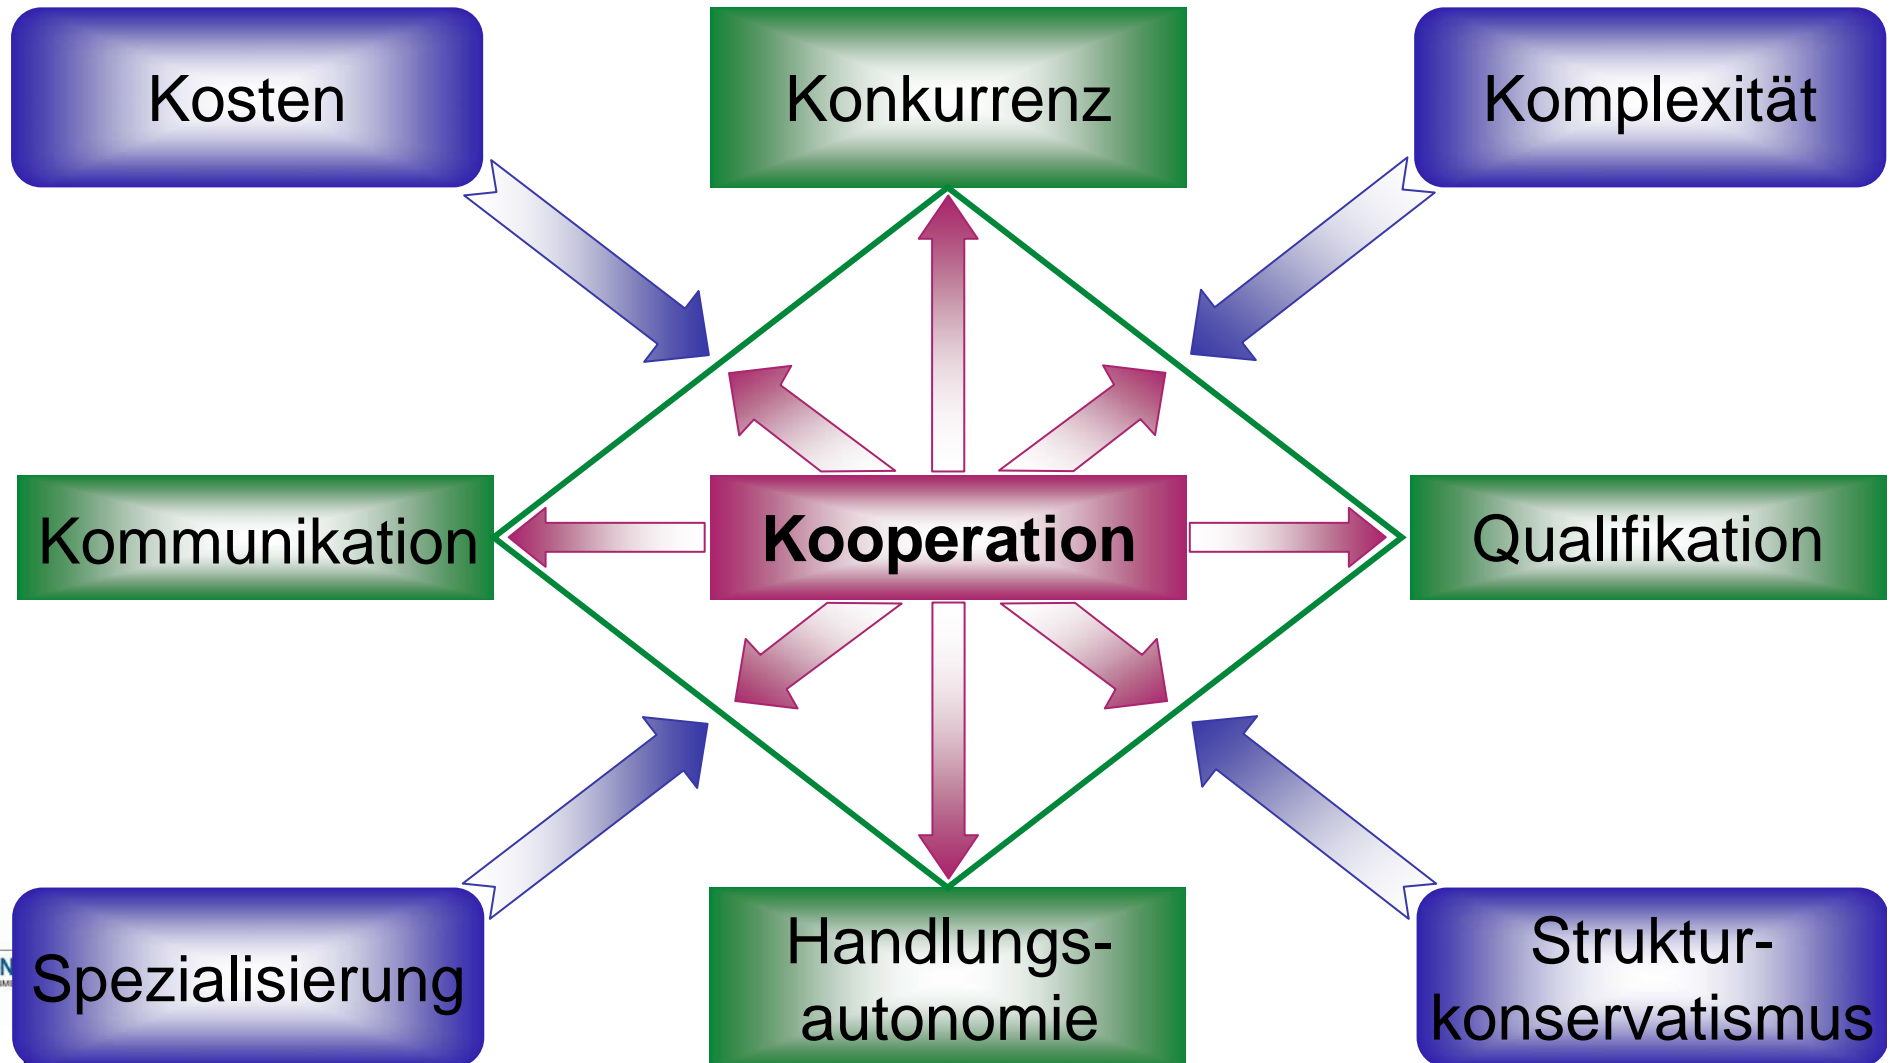 Kosten
Konkurrenz
Komplexität
Kommunikation
Kooperation
Qualifikation
Spezialisierung
Handlungs-
autonomie
Struktur-
konservatismus